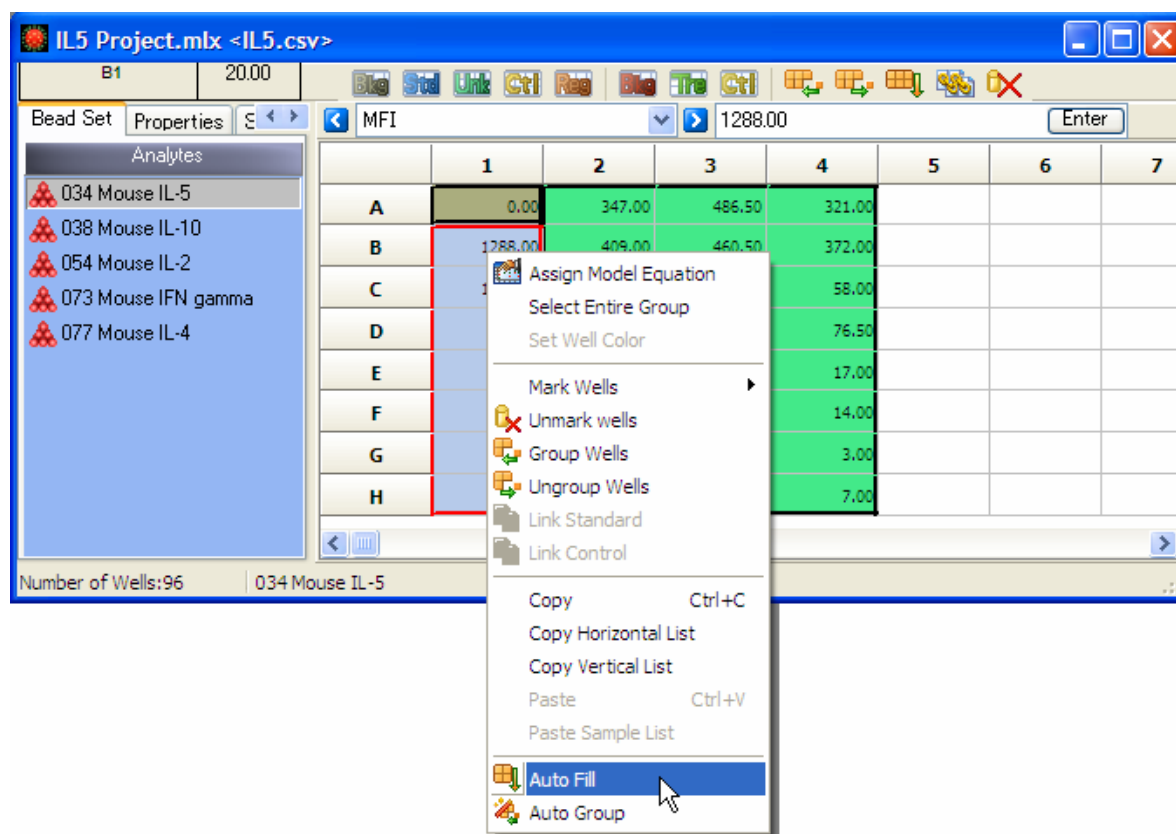 IL5 Project.mlx <IL5.csv>
B1 20.00 Bkg Std Unk Ctl Reg Bkg Tre Ctl
Bead Set Properties S MFI 1288.00 Enter
Analytes
034 Mouse IL-5
038 Mouse IL-10
054 Mouse IL-2
073 Mouse IFN gamma
077 Mouse IL-4
1 2 3 4 5 6 7
A 0.00 347.00 486.50 321.00
B 1288.00 409.00 460.50 372.00
C 1 58.00
D 76.50
E 17.00
F 14.00
G 3.00
H 7.00
Assign Model Equation
Select Entire Group
Set Well Color
Mark Wells
Unmark wells
Group Wells
Ungroup Wells
Link Standard
Link Control
Copy Ctrl+C
Copy Horizontal List
Copy Vertical List
Paste Ctrl+V
Paste Sample List
Auto Fill
Auto Group
Number of Wells:96 034 Mouse IL-5